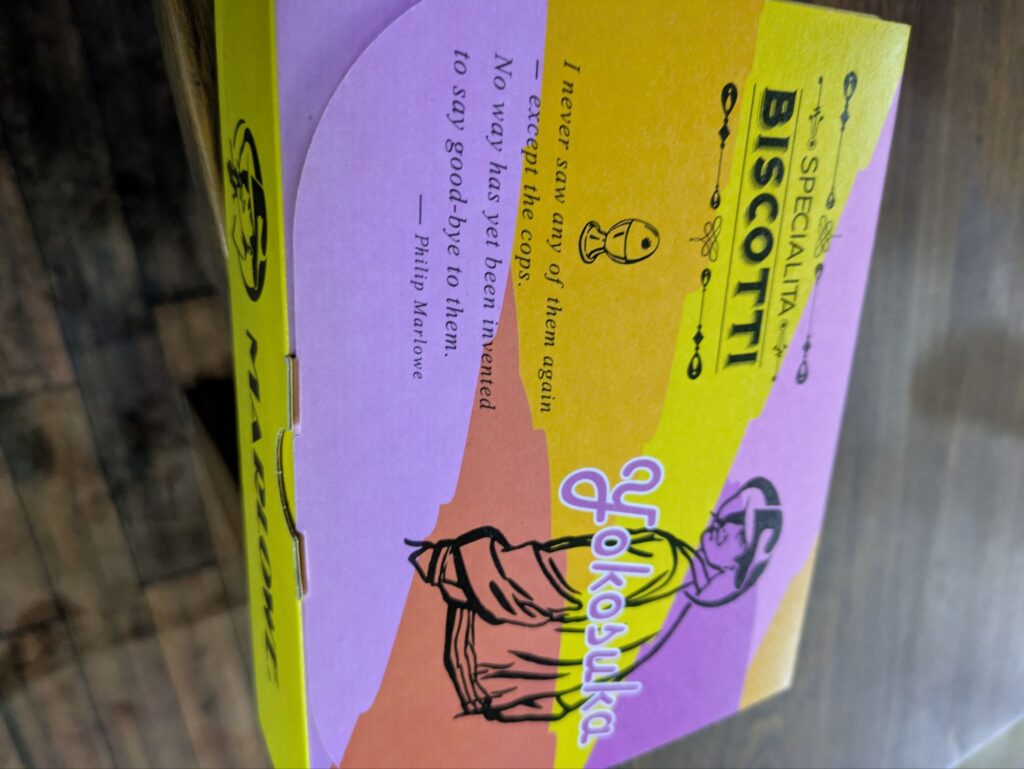 SPECIALITA
BISCOTTI
I never saw any of them again
— except the cops.
No way has yet been invented
to say good-bye to them.
— Philip Marlowe
Yokosuka
MARLOWE